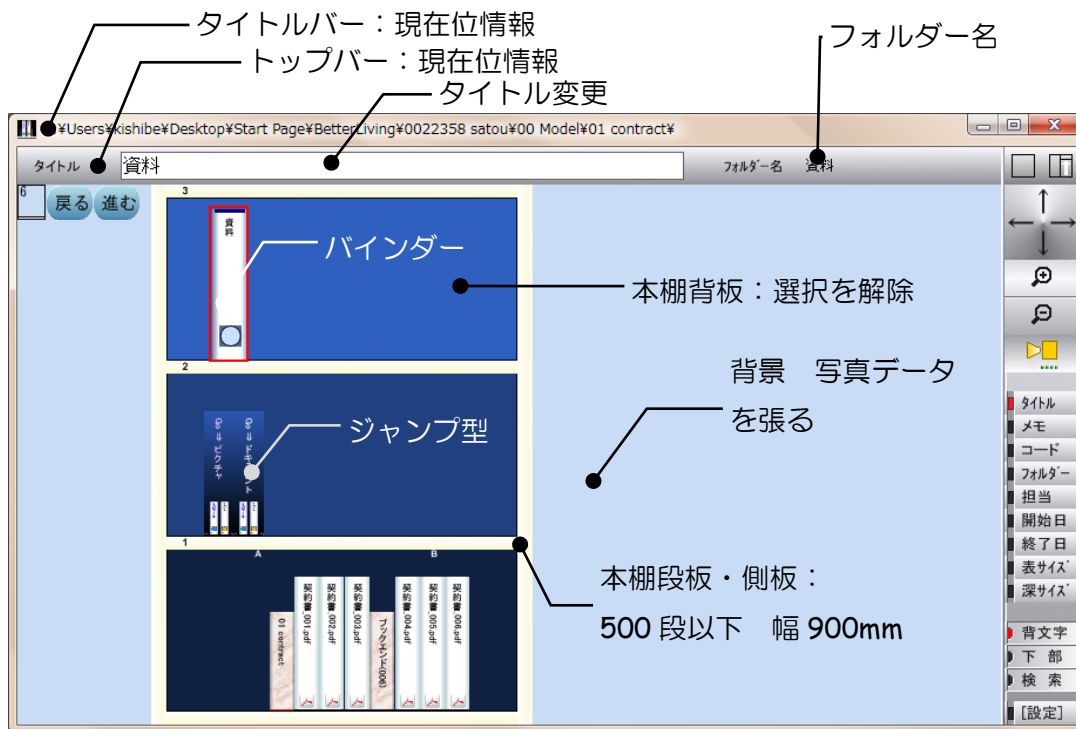 タイトルバー：現在位情報
トップバー：現在位情報
タイトル変更
フォルダー名
¥Users¥kishibe¥Desktop¥Start Page¥BetterLiving¥0022358 satou¥00 Model¥01 contract¥
タイトル
資料
フォルダー名
資料
6
戻る
進む
3
資料
バインダー
本棚背板：選択を解除
2
Go⇒ピクチャ
Go⇒ドキュメント
ジャンプ型
背景　写真データ
を張る
1
A
B
01 contract
契約書_001.pdf
契約書_002.pdf
契約書_003.pdf
ブックエンド(006)
契約書_004.pdf
契約書_005.pdf
契約書_006.pdf
本棚段板・側板：
500 段以下　幅 900mm
タイトル
メモ
コード
フォルダー
担当
開始日
終了日
表サイズ
深サイズ
背文字
下 部
検 索
[設定]